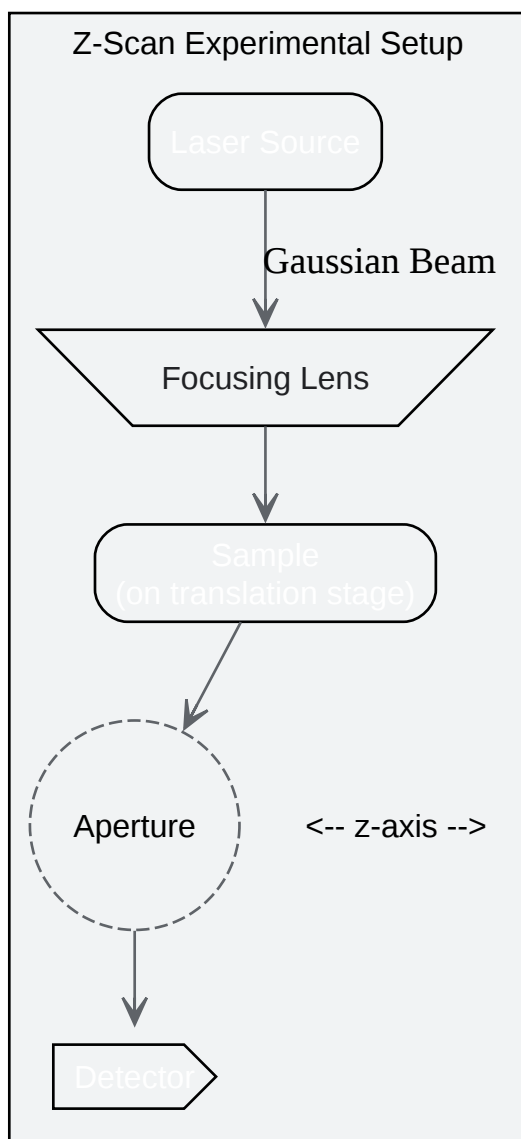 Z-Scan Experimental Setup
Laser Source
Gaussian Beam
Focusing Lens
Sample
(on translation stage)
Aperture
<-- z-axis -->
Detector